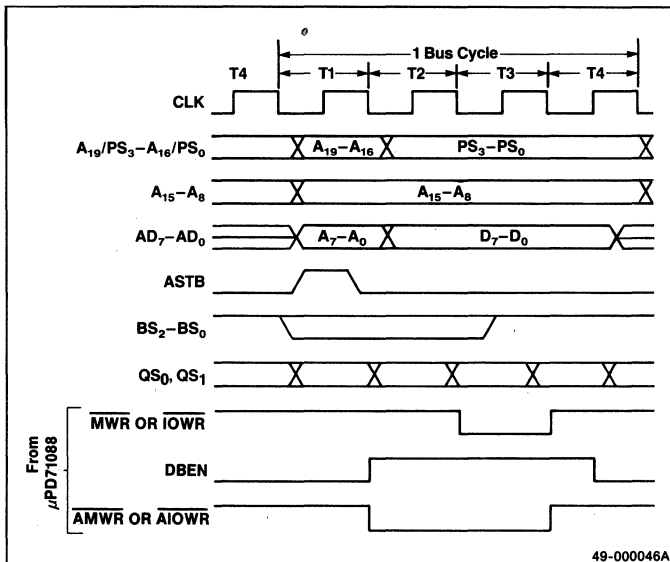 1 Bus Cycle
T4 T1 T2 T3 T4
CLK
A19/PS3–A16/PS0 A19–A16 PS3–PS0
A15–A8 A15–A8
AD7–AD0 A7–A0 D7–D0
ASTB
BS2–BS0
QS0, QS1
From
μPD71088
MWR OR IOWR
DBEN
AMWR OR AIOWR
49-000046A